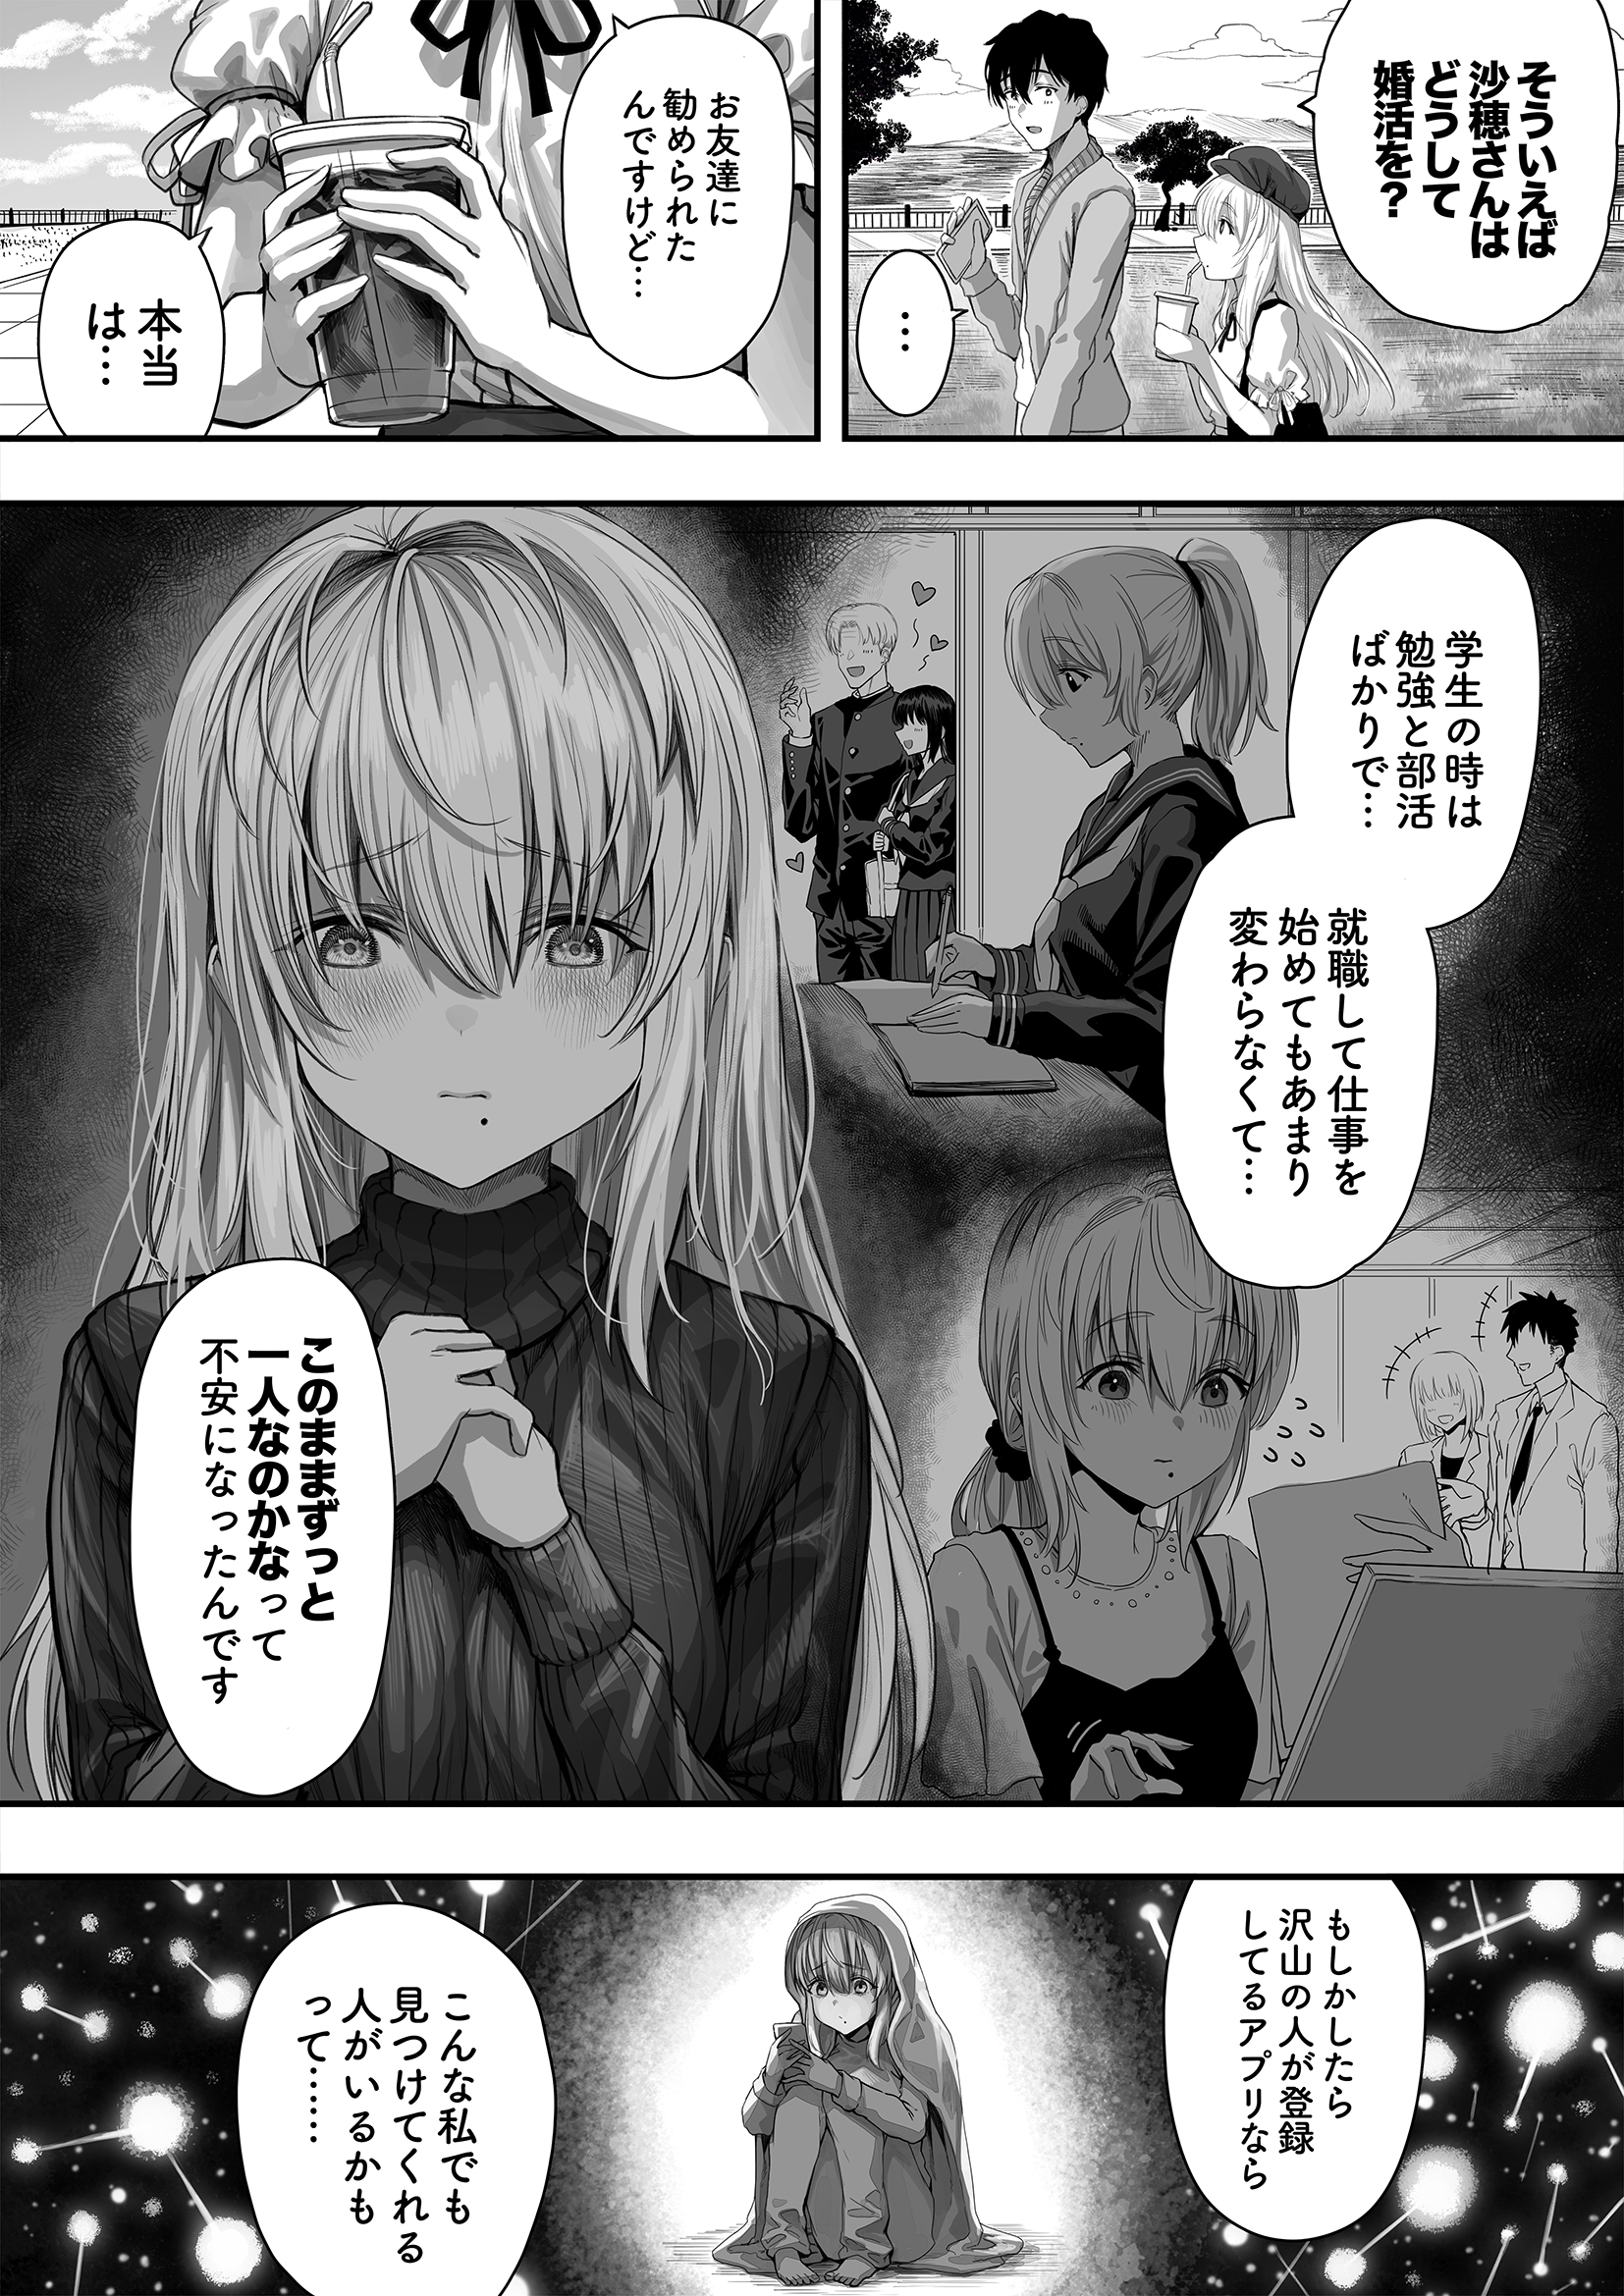 そういえば
沙穂さんは
どうして
婚活を？
…
お友達に
勧められた
んですけど…
本当
は…
学生の時は
勉強と部活
ばかりで…
就職して仕事を
始めてもあまり
変わらなくて…
このままずっと
一人なのかなって
不安になったんです
もしかしたら
沢山の人が登録
してるアプリなら
こんな私でも
見つけてくれる
人がいるかも
って……